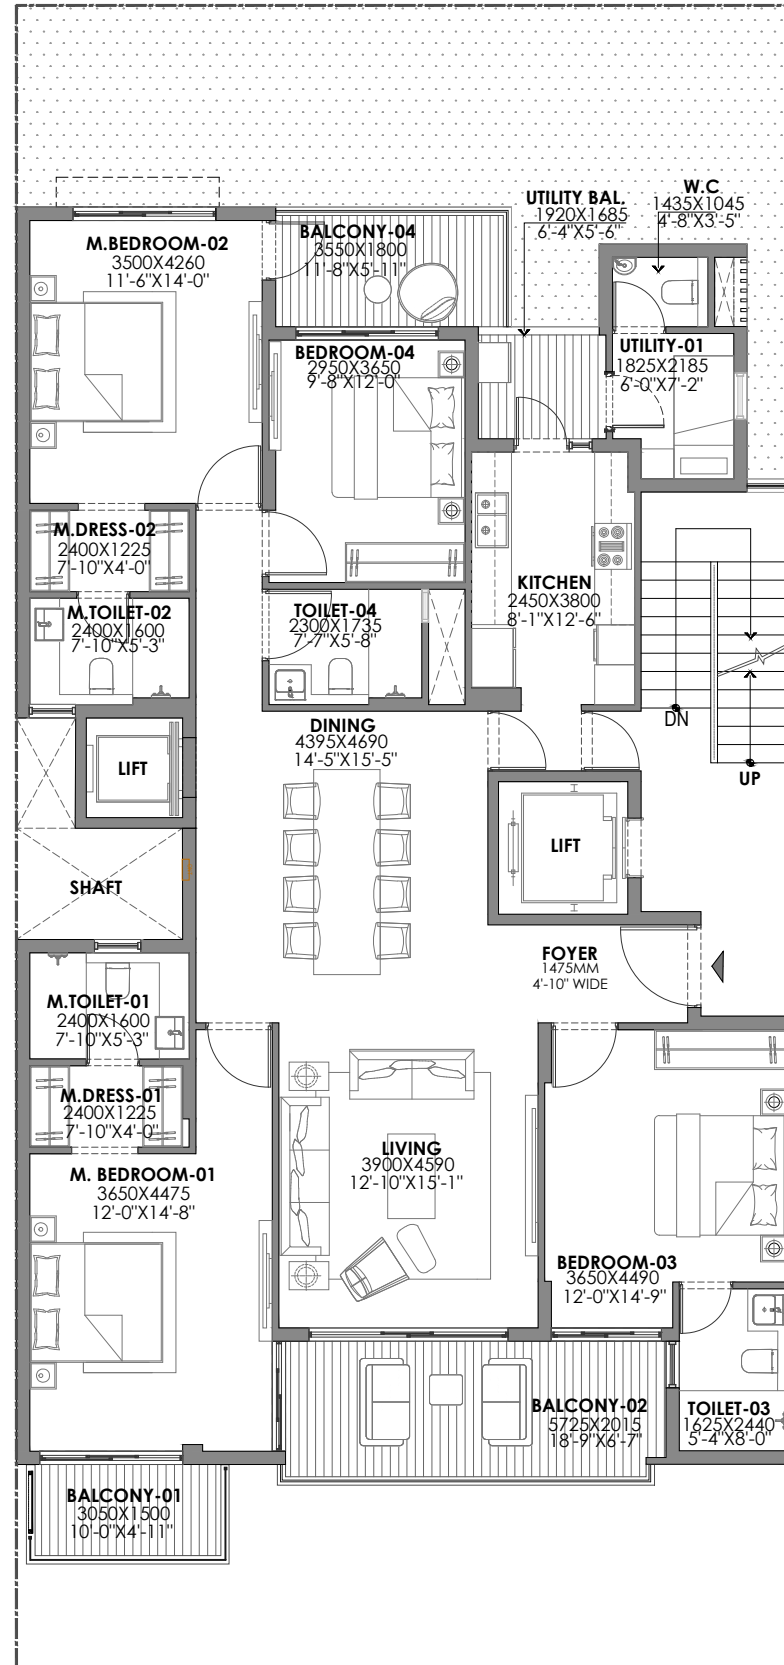 UTILITY BAL.
1920X1685
6'-4"X5'-6"
W.C
1435X1045
4'-8"X3'-5"
M.BEDROOM-02
3500X4260
11'-6"X14'-0"
BALCONY-04
3550X1800
11'-8"X5'-11"
BEDROOM-04
2950X3650
9'-8"X12'-0"
UTILITY-01
1825X2185
6'-0"X7'-2"
M.DRESS-02
2400X1225
7'-10"X4'-0"
M.TOILET-02
2400X1600
7'-10"X5'-3"
TOILET-04
2300X1735
7'-7"X5'-8"
KITCHEN
2450X3800
8'-1"X12'-6"
DN
UP
DINING
4395X4690
14'-5"X15'-5"
LIFT
LIFT
SHAFT
FOYER
1475MM
4'-10" WIDE
M.TOILET-01
2400X1600
7'-10"X5'-3"
M.DRESS-01
2400X1225
7'-10"X4'-0"
M. BEDROOM-01
3650X4475
12'-0"X14'-8"
LIVING
3900X4590
12'-10"X15'-1"
BEDROOM-03
3650X4490
12'-0"X14'-9"
BALCONY-02
5725X2015
18'-9"X6'-7"
TOILET-03
1625X2440
5'-4"X8'-0"
BALCONY-01
3050X1500
10'-0"X4'-11"